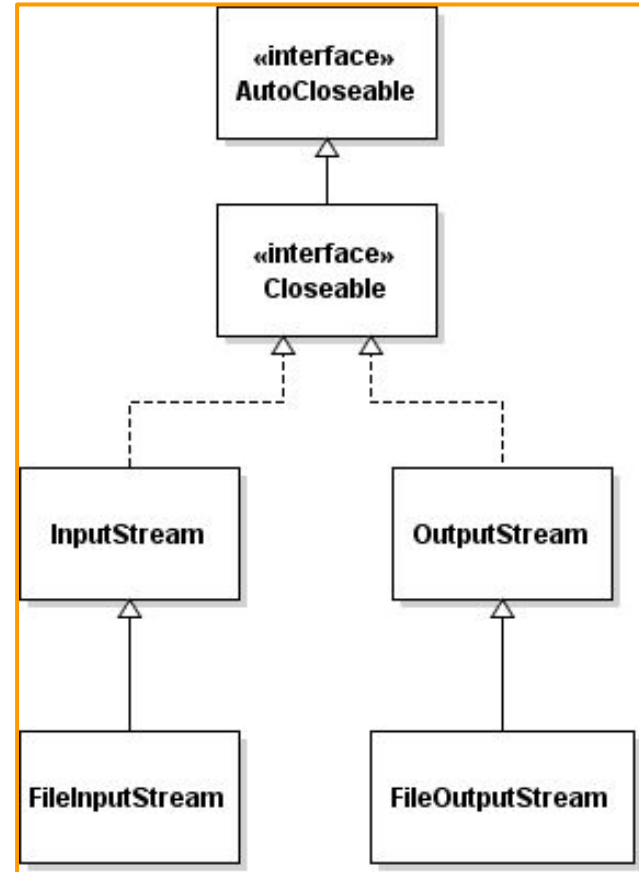 «interface»
AutoCloseable
«interface»
Closeable
InputStream
OutputStream
FileInputStream
FileOutputStream